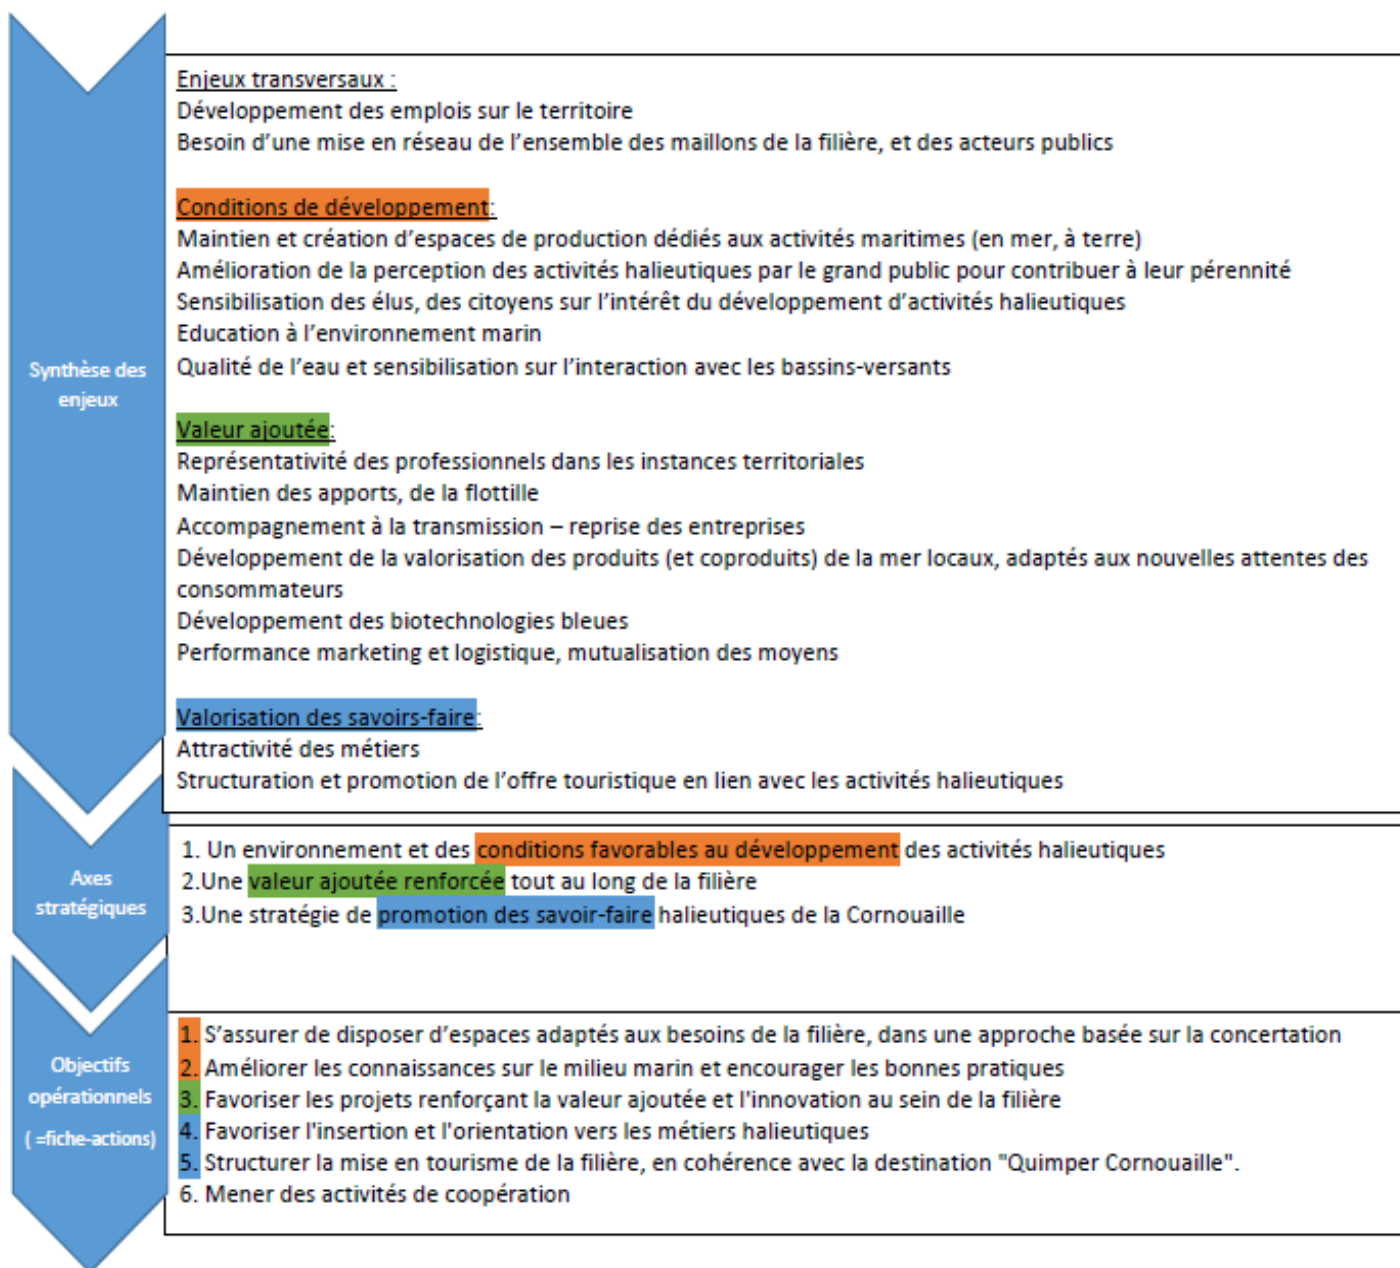 Enjeux transversaux :
Développement des emplois sur le territoire
Besoin d'une mise en réseau de l'ensemble des maillons de la filière, et des acteurs publics
Conditions de développement:
Maintien et création d'espaces de production dédiés aux activités maritimes (en mer, à terre)
Amélioration de la perception des activités halieutiques par le grand public pour contribuer à leur pérennité
Sensibilisation des élus, des citoyens sur l'intérêt du développement d'activités halieutiques
Education à l'environnement marin
Qualité de l'eau et sensibilisation sur l'interaction avec les bassins-versants
Synthèse des
enjeux
Valeur ajoutée:
Représentativité des professionnels dans les instances territoriales
Maintien des apports, de la flottille
Accompagnement à la transmission – reprise des entreprises
Développement de la valorisation des produits (et coproduits) de la mer locaux, adaptés aux nouvelles attentes des
consommateurs
Développement des biotechnologies bleues
Performance marketing et logistique, mutualisation des moyens
Valorisation des savoirs-faire:
Attractivité des métiers
Structuration et promotion de l'offre touristique en lien avec les activités halieutiques
Axes
stratégiques
1. Un environnement et des conditions favorables au développement des activités halieutiques
2.Une valeur ajoutée renforcée tout au long de la filière
3.Une stratégie de promotion des savoir-faire halieutiques de la Cornouaille
Objectifs
opérationnels
( =fiche-actions)
1. S'assurer de disposer d'espaces adaptés aux besoins de la filière, dans une approche basée sur la concertation
2. Améliorer les connaissances sur le milieu marin et encourager les bonnes pratiques
3. Favoriser les projets renforçant la valeur ajoutée et l'innovation au sein de la filière
4. Favoriser l'insertion et l'orientation vers les métiers halieutiques
5. Structurer la mise en tourisme de la filière, en cohérence avec la destination "Quimper Cornouaille".
6. Mener des activités de coopération